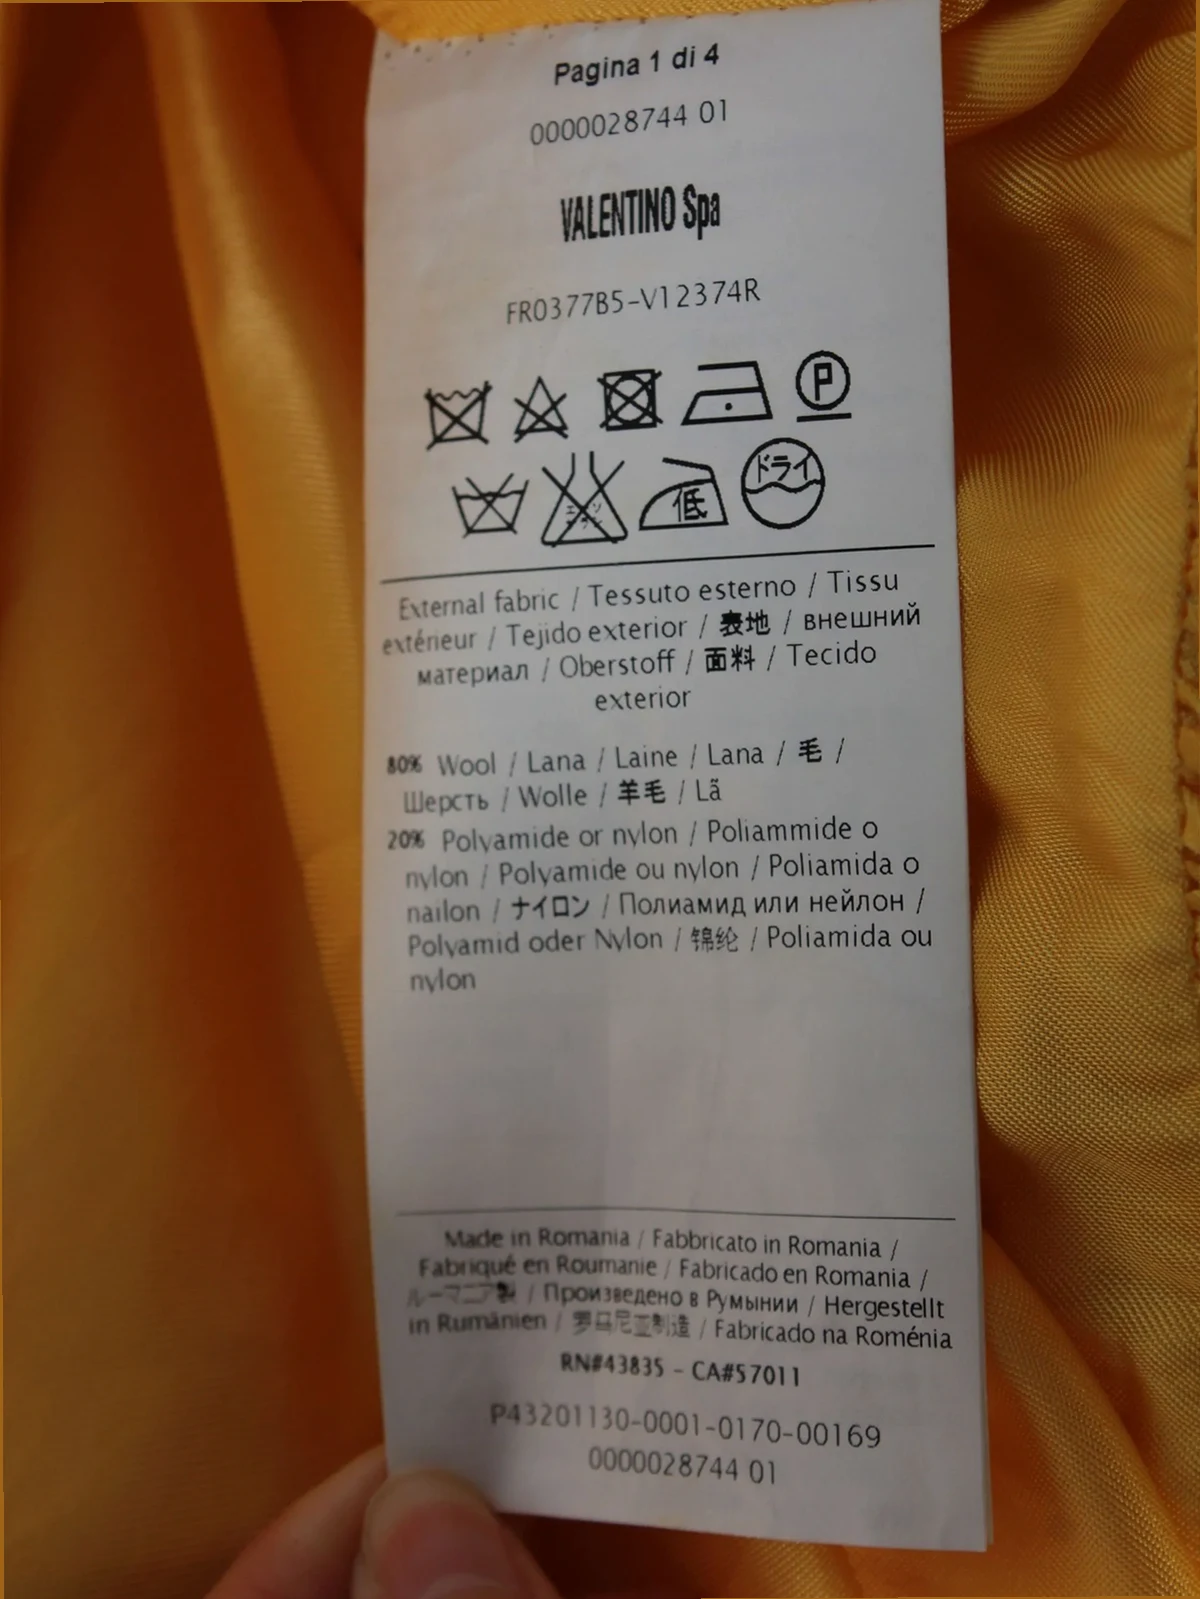 Pagina 1 di 4
0000028744 01
VALENTINO Spa
FR0377B5-V12374R
P
低 ドライ
External fabric / Tessuto esterno / Tissu
extérieur / Tejido exterior / 表地 / внешний
материал / Oberstoff / 面料 / Tecido
exterior
80% Wool / Lana / Laine / Lana / 毛 /
Шерсть / Wolle / 羊毛 / Lã
20% Polyamide or nylon / Poliammide o
nylon / Polyamide ou nylon / Poliamida o
nailon / ナイロン / Полиамид или нейлон /
Polyamid oder Nylon / 锦纶 / Poliamida ou
nylon
Made in Romania / Fabbricato in Romania /
Fabriqué en Roumanie / Fabricado en Romania /
ルーマニア製 / Произведено в Румынии / Hergestellt
in Rumänien / 罗马尼亚制造 / Fabricado na Roménia
RN#43835 - CA#57011
P43201130-0001-0170-00169
0000028744 01